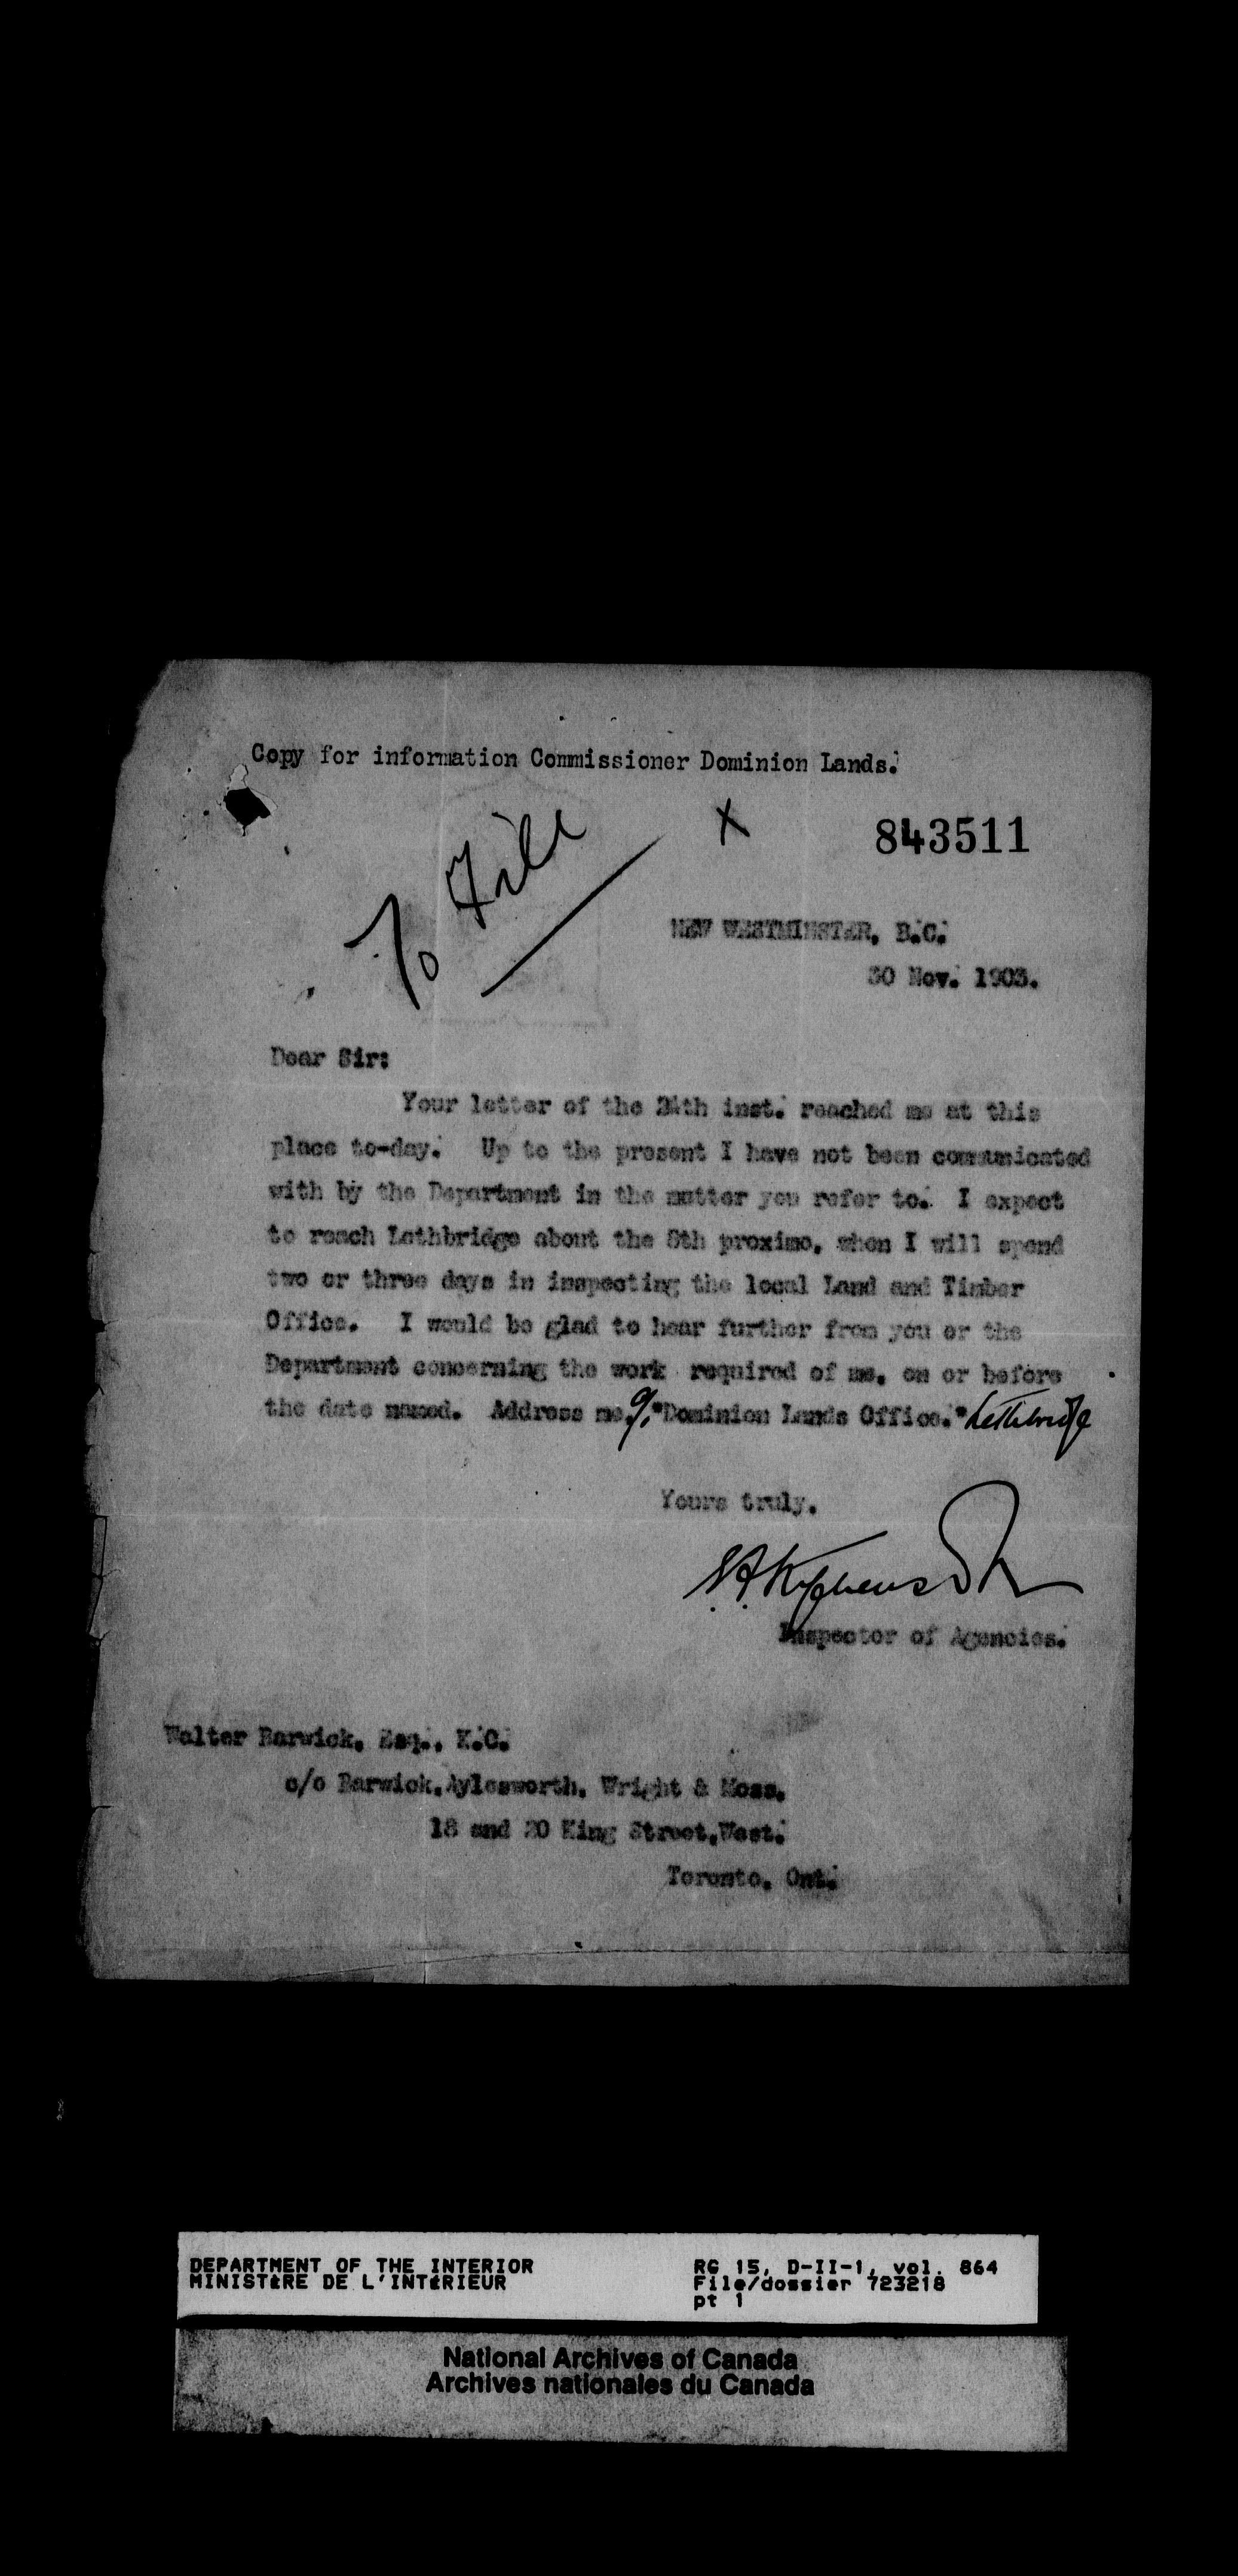 Copy for information Commissioner Dominion Lands.
To File
X
843511
NEW WESTMINSTER, B.C.
30 Nov. 1903.
Dear Sir:
Your letter of the 24th inst. reached me at this
place to-day. Up to the present I have not been communicated
with by the Department in the matter you refer to. I expect
to reach Lethbridge about the 8th proximo, when I will spend
two or three days in inspecting the local Land and Timber
Office. I would be glad to hear further from you or the
Department concerning the work required of me, on or before
the date named. Address me, c/o "Dominion Lands Office." Lethbridge
Yours truly,
Inspector of Agencies.
Walter Barwick, Esq., K.C.
c/o Barwick, Aylesworth, Wright & Moss,
18 and 20 King Street, West.
Toronto, Ont.
DEPARTMENT OF THE INTERIOR RG 15, D-II-1, vol. 864
MINISTÈRE DE L'INTÉRIEUR File/dossier 723218
pt 1
National Archives of Canada
Archives nationales du Canada